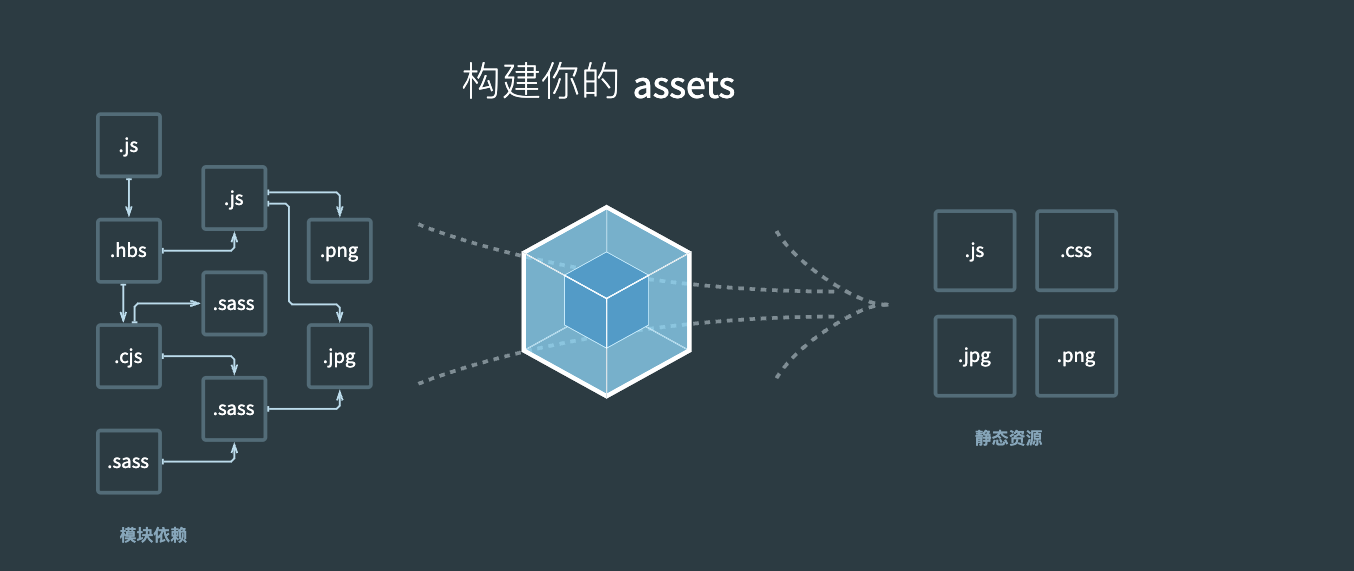 构建你的 assets
.js
.js
.hbs
.png
.sass
.cjs
.jpg
.sass
.sass
模块依赖
.js
.css
.jpg
.png
静态资源